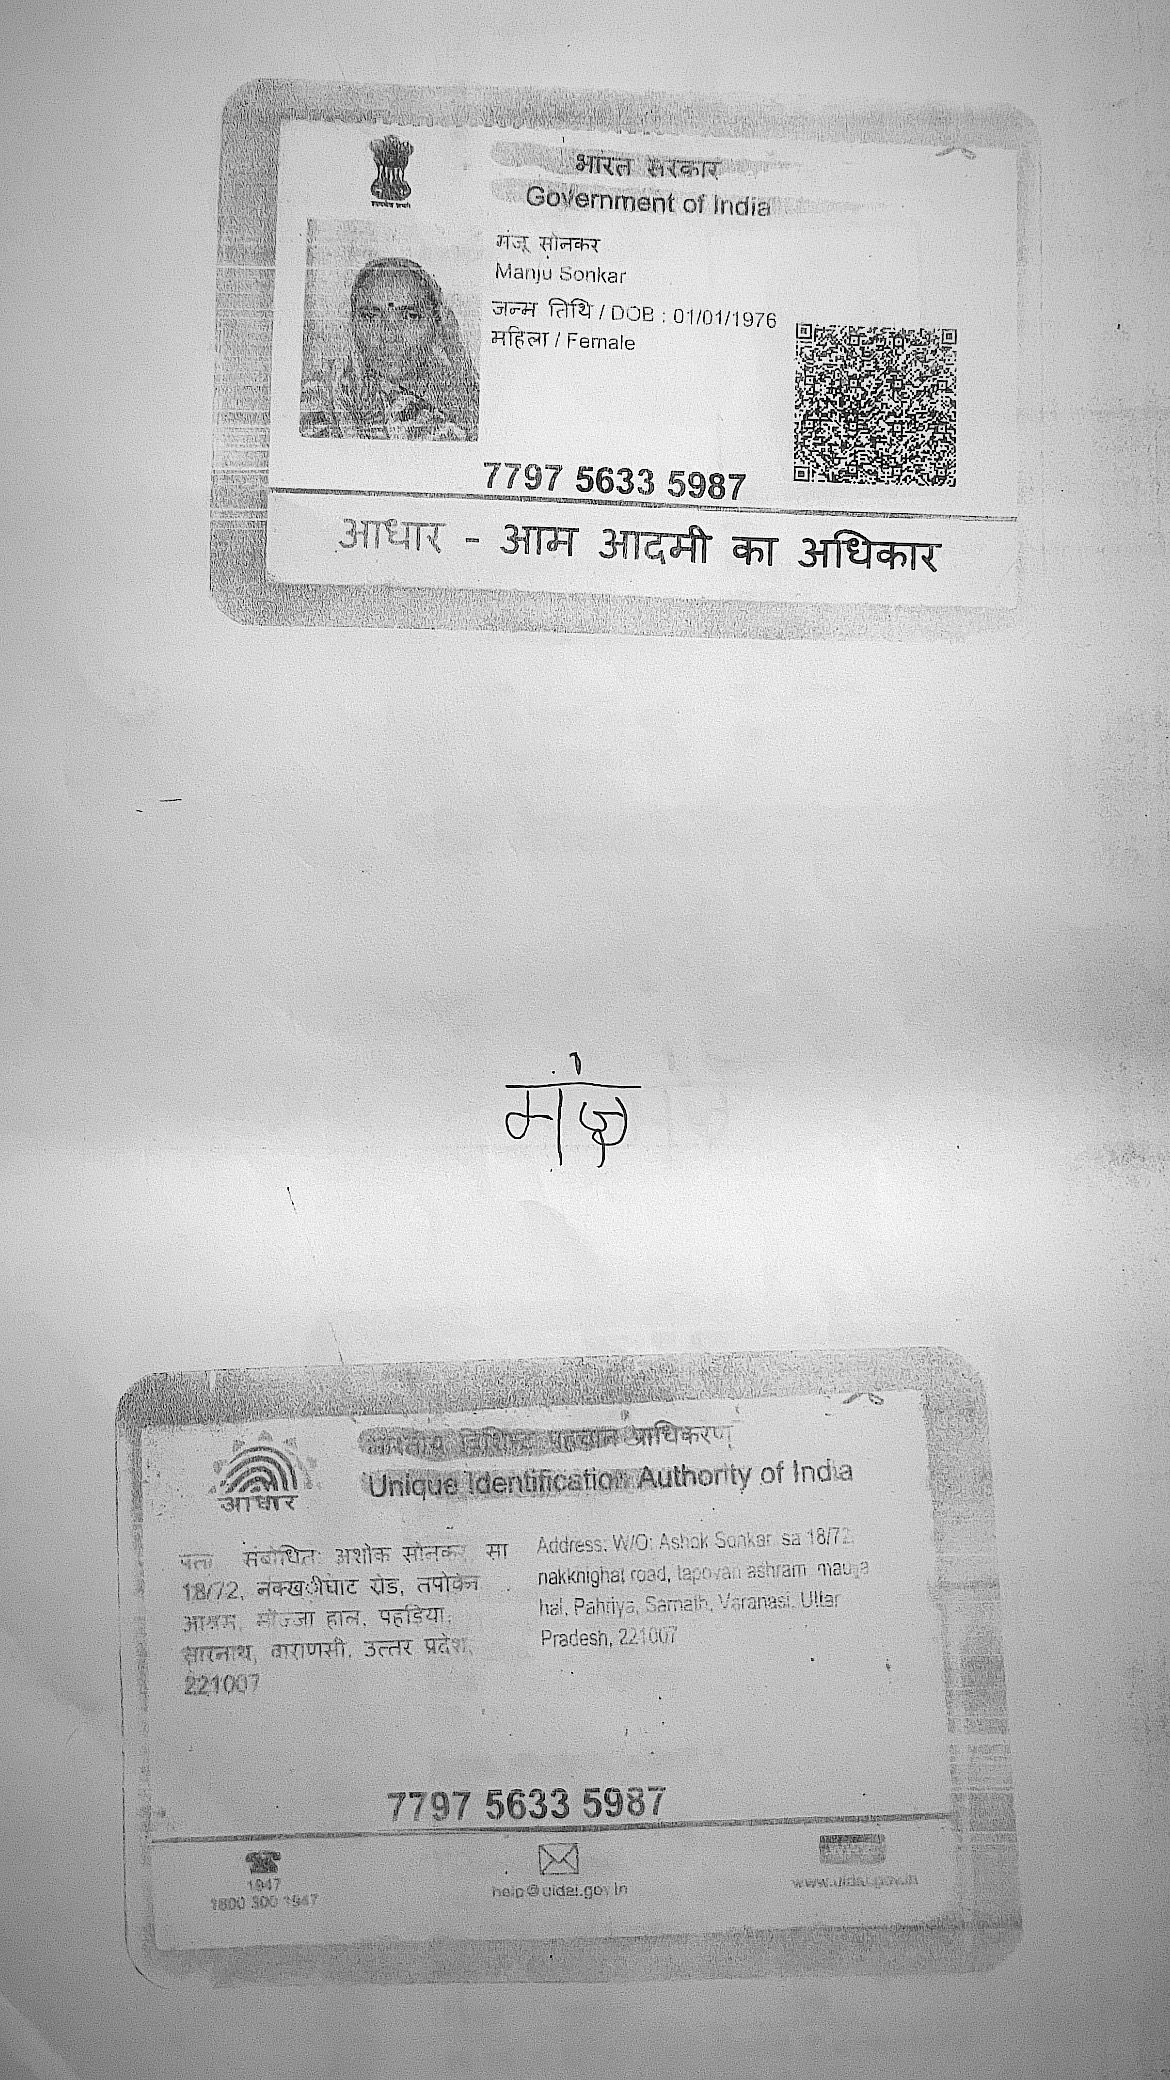 भारत सरकार
Government of India
मंजू सोनकर
Manju Sonkar
जन्म तिथि / DOB : 01/01/1976
महिला / Female
7797 5633 5987
आधार - आम आदमी का अधिकार
मंजू
भारतीय विशिष्ट पहचान प्राधिकरण
Unique Identification Authority of India
आधार
पता संबोधित: अशोक सोनकर, सा
18/72, नक्खीघाट रोड, तपोवन
आश्रम, मौज्जा हाल, पहड़िया,
सारनाथ, वाराणसी, उत्तर प्रदेश,
221007
Address: W/O: Ashok Sonkar, sa 18/72,
nakknighat road, tapovan ashram, mauja
hal, Pahriya, Sarnath, Varanasi, Uttar
Pradesh, 221007
7797 5633 5987
1947
1800 300 1947
help@uidai.gov.in
www.uidai.gov.in